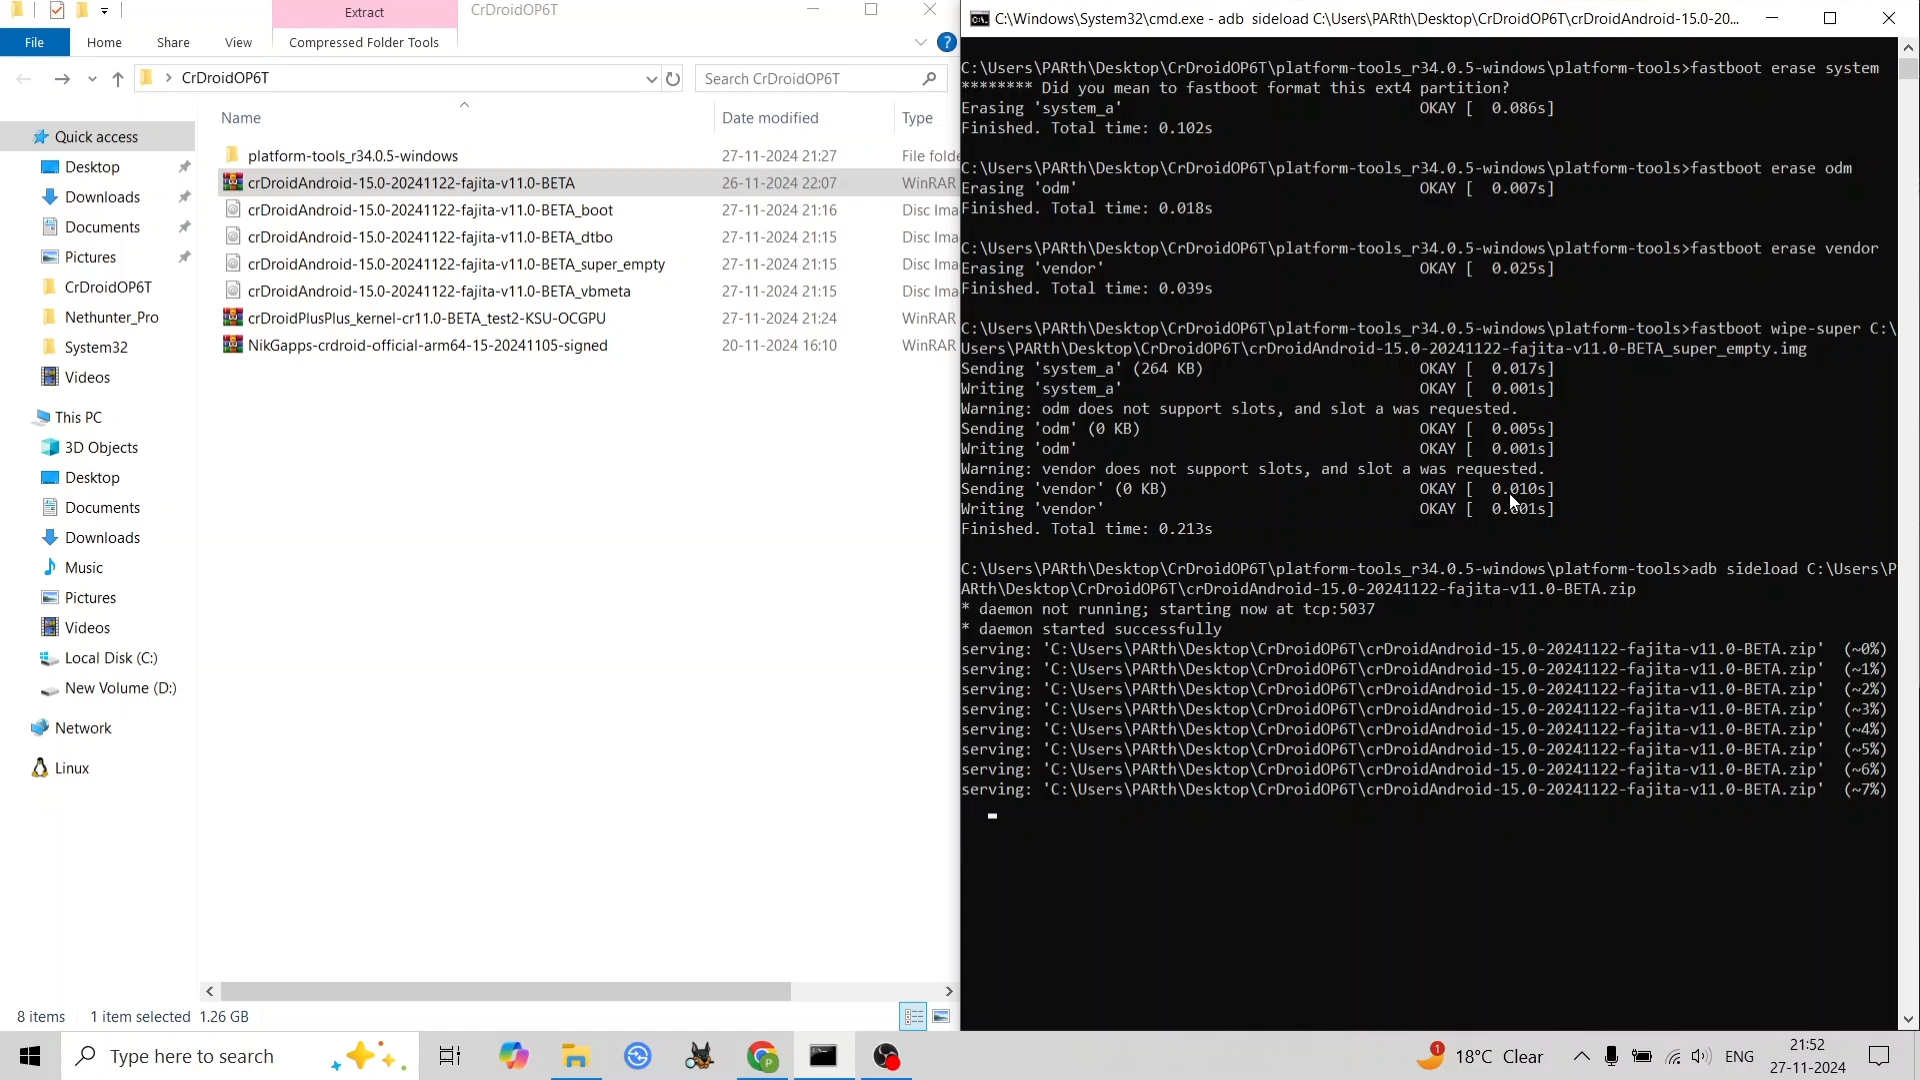 Extract
CrDroidOP6T
File
Home
Share
View
Compressed Folder Tools
CrDroidOP6T
Search CrDroidOP6T
Name
Date modified
Type
Quick access
Desktop
Downloads
Documents
Pictures
CrDroidOP6T
Nethunter_Pro
System32
Videos
This PC
3D Objects
Desktop
Documents
Downloads
Music
Pictures
Videos
Local Disk (C:)
New Volume (D:)
Network
Linux
platform-tools_r34.0.5-windows 27-11-2024 21:27 File folde
crDroidAndroid-15.0-20241122-fajita-v11.0-BETA 26-11-2024 22:07 WinRAR
crDroidAndroid-15.0-20241122-fajita-v11.0-BETA_boot 27-11-2024 21:16 Disc Ima
crDroidAndroid-15.0-20241122-fajita-v11.0-BETA_dtbo 27-11-2024 21:15 Disc Ima
crDroidAndroid-15.0-20241122-fajita-v11.0-BETA_super_empty 27-11-2024 21:15 Disc Ima
crDroidAndroid-15.0-20241122-fajita-v11.0-BETA_vbmeta 27-11-2024 21:15 Disc Ima
crDroidPlusPlus_kernel-cr11.0-BETA_test2-KSU-OCGPU 27-11-2024 21:24 WinRAR
NikGapps-crdroid-official-arm64-15-20241105-signed 20-11-2024 16:10 WinRAR
8 items 1 item selected 1.26 GB
C:\Windows\System32\cmd.exe - adb sideload C:\Users\PARth\Desktop\CrDroidOP6T\crDroidAndroid-15.0-20...
C:\Users\PARth\Desktop\CrDroidOP6T\platform-tools_r34.0.5-windows\platform-tools>fastboot erase system
******** Did you mean to fastboot format this ext4 partition?
Erasing 'system_a' OKAY [ 0.086s]
Finished. Total time: 0.102s
C:\Users\PARth\Desktop\CrDroidOP6T\platform-tools_r34.0.5-windows\platform-tools>fastboot erase odm
Erasing 'odm' OKAY [ 0.007s]
Finished. Total time: 0.018s
C:\Users\PARth\Desktop\CrDroidOP6T\platform-tools_r34.0.5-windows\platform-tools>fastboot erase vendor
Erasing 'vendor' OKAY [ 0.025s]
Finished. Total time: 0.039s
C:\Users\PARth\Desktop\CrDroidOP6T\platform-tools_r34.0.5-windows\platform-tools>fastboot wipe-super C:\
Users\PARth\Desktop\CrDroidOP6T\crDroidAndroid-15.0-20241122-fajita-v11.0-BETA_super_empty.img
Sending 'system_a' (264 KB) OKAY [ 0.017s]
Writing 'system_a' OKAY [ 0.001s]
Warning: odm does not support slots, and slot a was requested.
Sending 'odm' (0 KB) OKAY [ 0.005s]
Writing 'odm' OKAY [ 0.001s]
Warning: vendor does not support slots, and slot a was requested.
Sending 'vendor' (0 KB) OKAY [ 0.010s]
Writing 'vendor' OKAY [ 0.001s]
Finished. Total time: 0.213s
C:\Users\PARth\Desktop\CrDroidOP6T\platform-tools_r34.0.5-windows\platform-tools>adb sideload C:\Users\P
ARth\Desktop\CrDroidOP6T\crDroidAndroid-15.0-20241122-fajita-v11.0-BETA.zip
* daemon not running; starting now at tcp:5037
* daemon started successfully
serving: 'C:\Users\PARth\Desktop\CrDroidOP6T\crDroidAndroid-15.0-20241122-fajita-v11.0-BETA.zip' (~0%)
serving: 'C:\Users\PARth\Desktop\CrDroidOP6T\crDroidAndroid-15.0-20241122-fajita-v11.0-BETA.zip' (~1%)
serving: 'C:\Users\PARth\Desktop\CrDroidOP6T\crDroidAndroid-15.0-20241122-fajita-v11.0-BETA.zip' (~2%)
serving: 'C:\Users\PARth\Desktop\CrDroidOP6T\crDroidAndroid-15.0-20241122-fajita-v11.0-BETA.zip' (~3%)
serving: 'C:\Users\PARth\Desktop\CrDroidOP6T\crDroidAndroid-15.0-20241122-fajita-v11.0-BETA.zip' (~4%)
serving: 'C:\Users\PARth\Desktop\CrDroidOP6T\crDroidAndroid-15.0-20241122-fajita-v11.0-BETA.zip' (~5%)
serving: 'C:\Users\PARth\Desktop\CrDroidOP6T\crDroidAndroid-15.0-20241122-fajita-v11.0-BETA.zip' (~6%)
serving: 'C:\Users\PARth\Desktop\CrDroidOP6T\crDroidAndroid-15.0-20241122-fajita-v11.0-BETA.zip' (~7%)
Type here to search
P
1
18°C Clear
ENG
21:52
27-11-2024